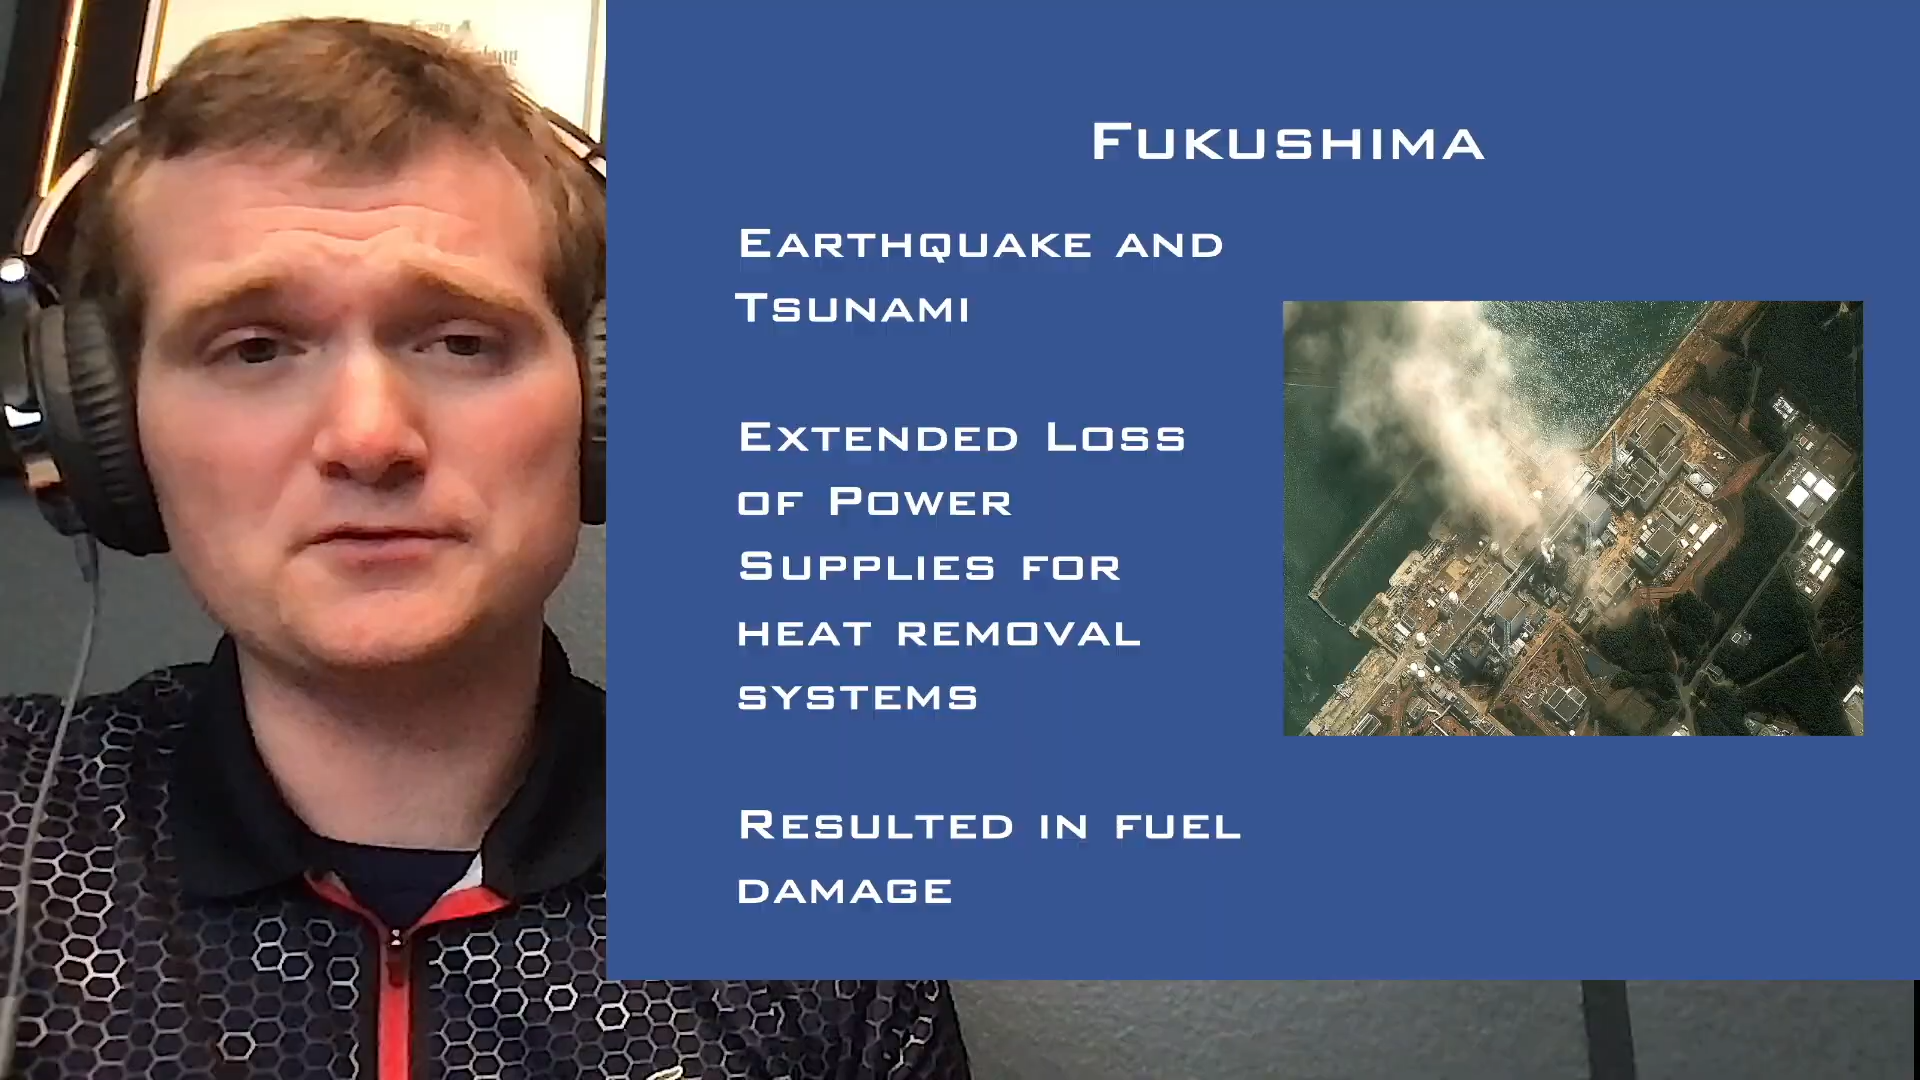 Fukushima
Earthquake and
Tsunami
Extended Loss
of Power
Supplies for
heat removal
systems
Resulted in fuel
damage